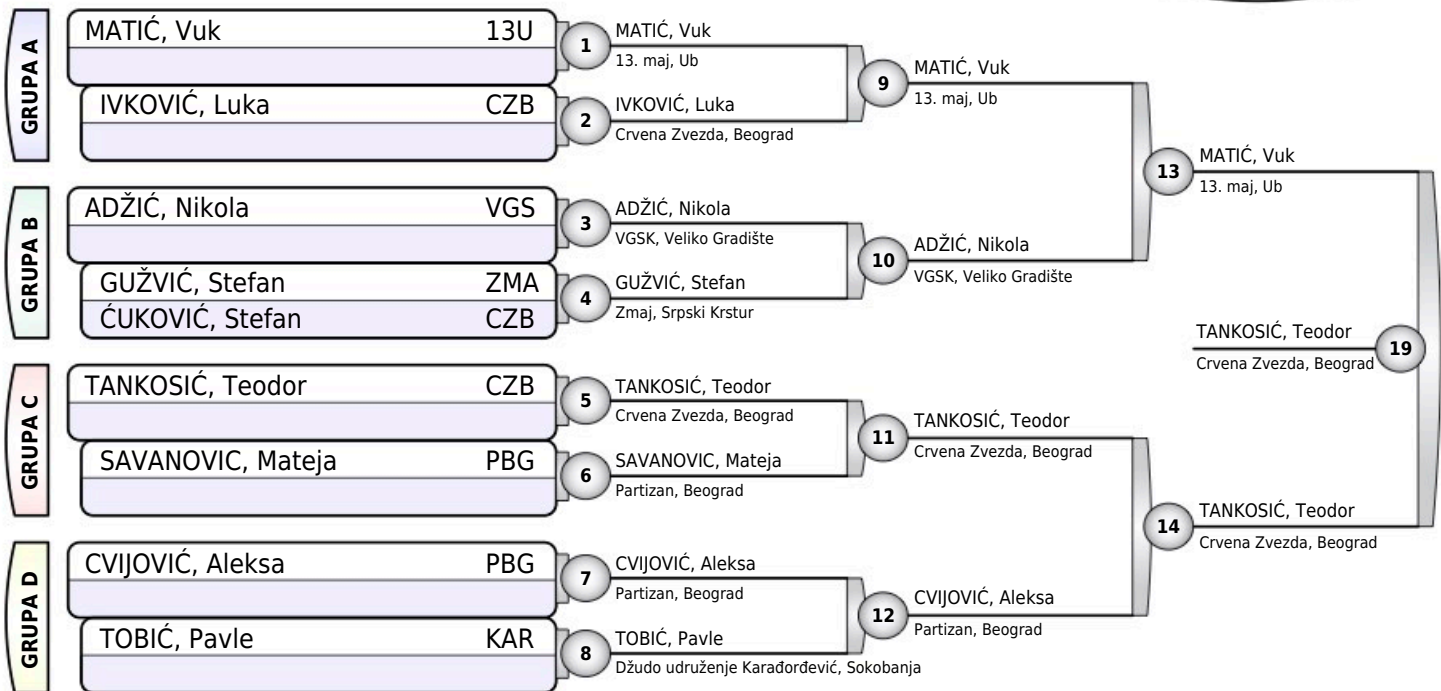 GRUPA A
MATIĆ, Vuk 13U
IVKOVIĆ, Luka CZB
1
MATIĆ, Vuk
13. maj, Ub
2
IVKOVIĆ, Luka
Crvena Zvezda, Beograd
9
MATIĆ, Vuk
13. maj, Ub
GRUPA B
ADŽIĆ, Nikola VGS
GUŽVIĆ, Stefan ZMA
ĆUKOVIĆ, Stefan CZB
3
ADŽIĆ, Nikola
VGSK, Veliko Gradište
4
GUŽVIĆ, Stefan
Zmaj, Srpski Krstur
10
ADŽIĆ, Nikola
VGSK, Veliko Gradište
13
MATIĆ, Vuk
13. maj, Ub
GRUPA C
TANKOSIĆ, Teodor CZB
SAVANOVIC, Mateja PBG
5
TANKOSIĆ, Teodor
Crvena Zvezda, Beograd
6
SAVANOVIC, Mateja
Partizan, Beograd
11
TANKOSIĆ, Teodor
Crvena Zvezda, Beograd
GRUPA D
CVIJOVIĆ, Aleksa PBG
TOBIĆ, Pavle KAR
7
CVIJOVIĆ, Aleksa
Partizan, Beograd
8
TOBIĆ, Pavle
Džudo udruženje Karađorđević, Sokobanja
12
CVIJOVIĆ, Aleksa
Partizan, Beograd
14
TANKOSIĆ, Teodor
Crvena Zvezda, Beograd
TANKOSIĆ, Teodor
Crvena Zvezda, Beograd
19